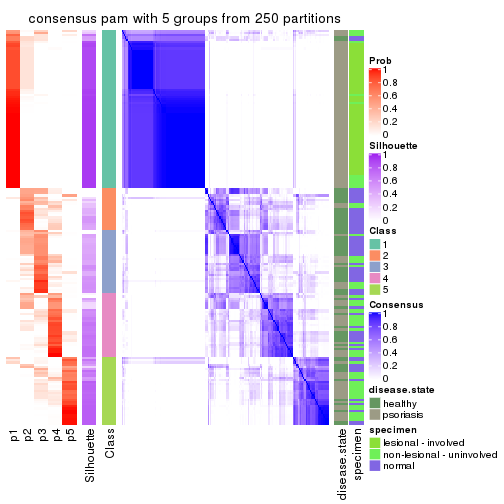 consensus pam with 5 groups from 250 partitions
Prob
1
0.8
0.6
0.4
0.2
0
Silhouette
1
0.8
0.6
0.4
0.2
0
Class
1
2
3
4
5
Consensus
1
0.8
0.6
0.4
0.2
0
disease.state
healthy
psoriasis
specimen
lesional - involved
non-lesional - uninvolved
normal
p1
p2
p3
p4
p5
Silhouette
Class
disease.state
specimen